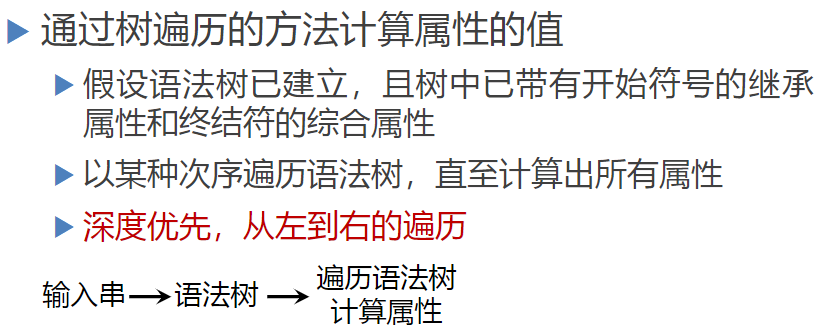 通过树遍历的方法计算属性的值
假设语法树已建立，且树中已带有开始符号的继承
属性和终结符的综合属性
以某种次序遍历语法树，直至计算出所有属性
深度优先，从左到右的遍历
输入串→语法树→遍历语法树
计算属性